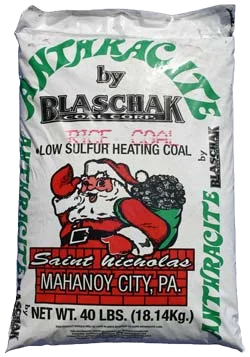 ANTHRACITE
by
BLASCHAK
COAL CORP.
RICE COAL
•LOW SULFUR HEATING COAL
Saint Nicholas
MAHANOY CITY, PA.
NET WT. 40 LBS. (18.14Kg.)
ANTHRACITE
by
ANTHRACITE
by
BLASCHAK